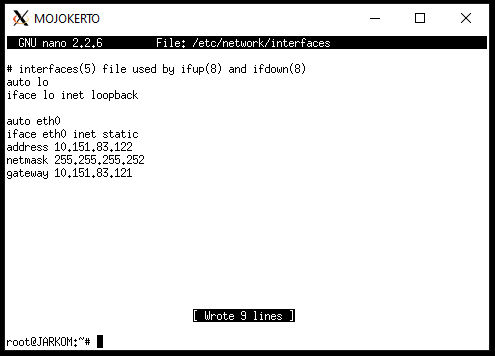 MOJOKERTO
GNU nano 2.2.6 File: /etc/network/interfaces
# interfaces(5) file used by ifup(8) and ifdown(8)
auto lo
iface lo inet loopback
auto eth0
iface eth0 inet static
address 10.151.83.122
netmask 255.255.255.252
gateway 10.151.83.121
[ Wrote 9 lines ]
root@JARKOM:~#